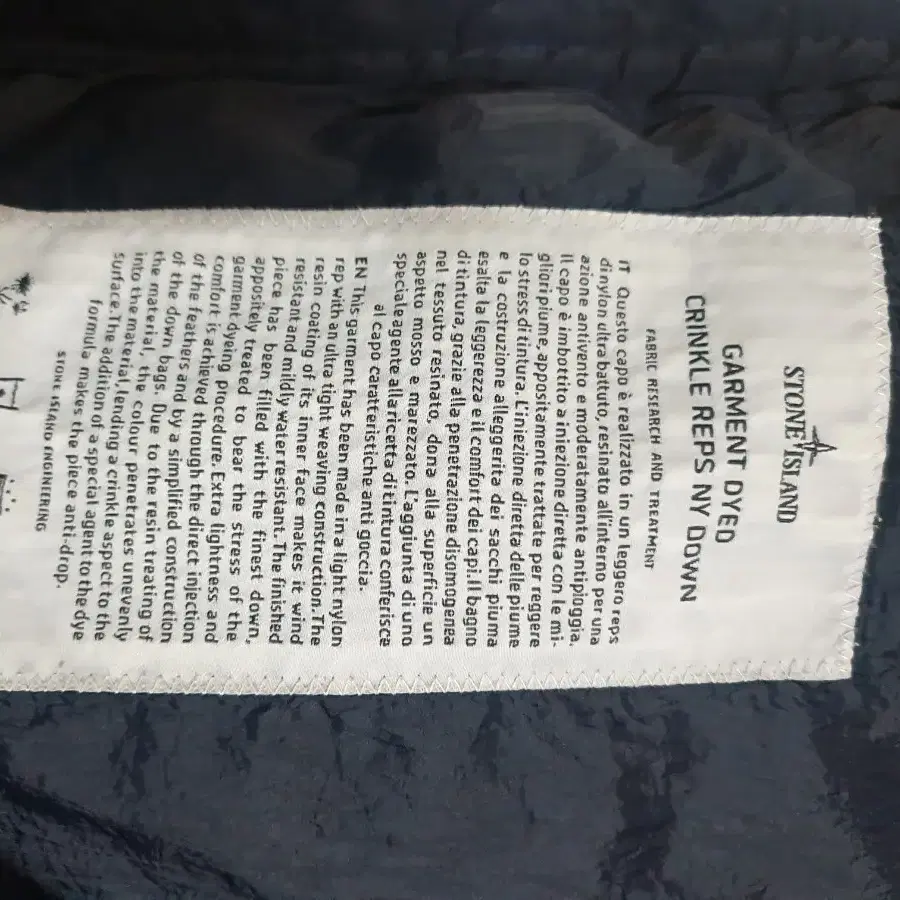 STONE ISLAND
GARMENT DYED
CRINKLE REPS NY DOWN
FABRIC RESEARCH AND TREATMENT
IT Questo capo è realizzato in un leggero reps
di nylon ultra battuto, resinato all'interno per una
azione antivento e moderatamente antipioggia.
Il capo è imbottito a iniezione diretta con le mi-
gliori piume, appositamente trattate per reggere
lo stress di tintura. L'iniezione diretta delle piume
e la costruzione alleggerita dei sacchi piuma
esalta la leggerezza e il comfort dei capi. Il bagno
di tintura, grazie alla penetrazione disomogenea
nel tessuto resinato, dona alla superficie un
aspetto mosso e marezzato. L'aggiunta di uno
speciale agente alla ricetta di tintura conferisce
al capo caratteristiche anti goccia.
EN This garment has been made in a light nylon
rep with an ultra tight weaving construction. The
resin coating of its inner face makes it wind
resistant and mildly water resistant. The finished
piece has been filled with the finest down,
appositely treated to bear the stress of the
garment dyeing procedure. Extra lightness and
comfort is achieved through the direct injection
of the feathers and by a simplified construction
of the down bags. Due to the resin treating of
the material, the colour penetrates unevenly
into the material, lending a crinkle aspect to the
surface. The addition of a special agent to the dye
formula makes the piece anti-drop.
STONE ISLAND ENGINEERING